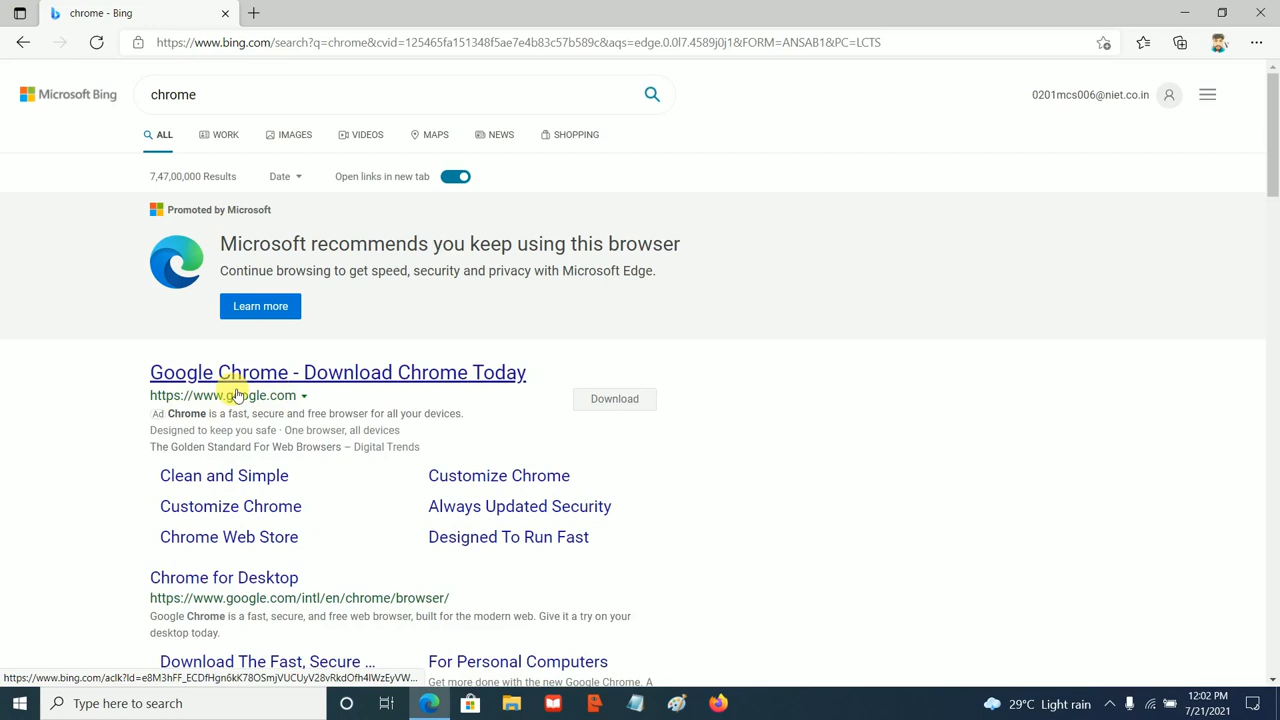 chrome - Bing
https://www.bing.com/search?q=chrome&cvid=125465fa151348f5ae7e4b83c57b589c&aqs=edge.0.0l7.4589j0j1&FORM=ANSAB1&PC=LCTS
Microsoft Bing
chrome
0201mcs006@niet.co.in
ALL WORK IMAGES VIDEOS MAPS NEWS SHOPPING
7,47,00,000 Results Date Open links in new tab
Promoted by Microsoft
Microsoft recommends you keep using this browser
Continue browsing to get speed, security and privacy with Microsoft Edge.
Learn more
Google Chrome - Download Chrome Today
https://www.google.com
Download
Ad Chrome is a fast, secure and free browser for all your devices.
Designed to keep you safe · One browser, all devices
The Golden Standard For Web Browsers – Digital Trends
Clean and Simple Customize Chrome
Customize Chrome Always Updated Security
Chrome Web Store Designed To Run Fast
Chrome for Desktop
https://www.google.com/intl/en/chrome/browser/
Google Chrome is a fast, secure, and free web browser, built for the modern web. Give it a try on your
desktop today.
Download The Fast, Secure ... For Personal Computers
Get more done with the new Google Chrome. A
Type here to search
29°C Light rain
12:02 PM
7/21/2021